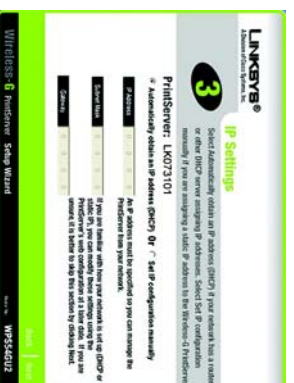 LINKSYS®
A Division of Cisco Systems, Inc.
3
IP Settings
Select Automatically obtain an IP address (DHCP) if your network has a router
or other DHCP server assigning IP addresses. Select Set IP configuration
manually if you are assigning a static IP address to the Wireless-G PrintServer
PrintServer: LK073101
Automatically obtain an IP address (DHCP) Or Set IP configuration manually
IP Address
An IP address must be specified so you can manage the
PrintServer from your network.
Subnet Mask
If you are familiar with how your network is set up (DHCP or
static IP), you can modify these settings using the
PrintServer's web configuration at a later date. If you are
unsure it is better to skip this section by clicking Next.
Gateway
Back Next
Wireless-G PrintServer Setup Wizard
WPS54GU2